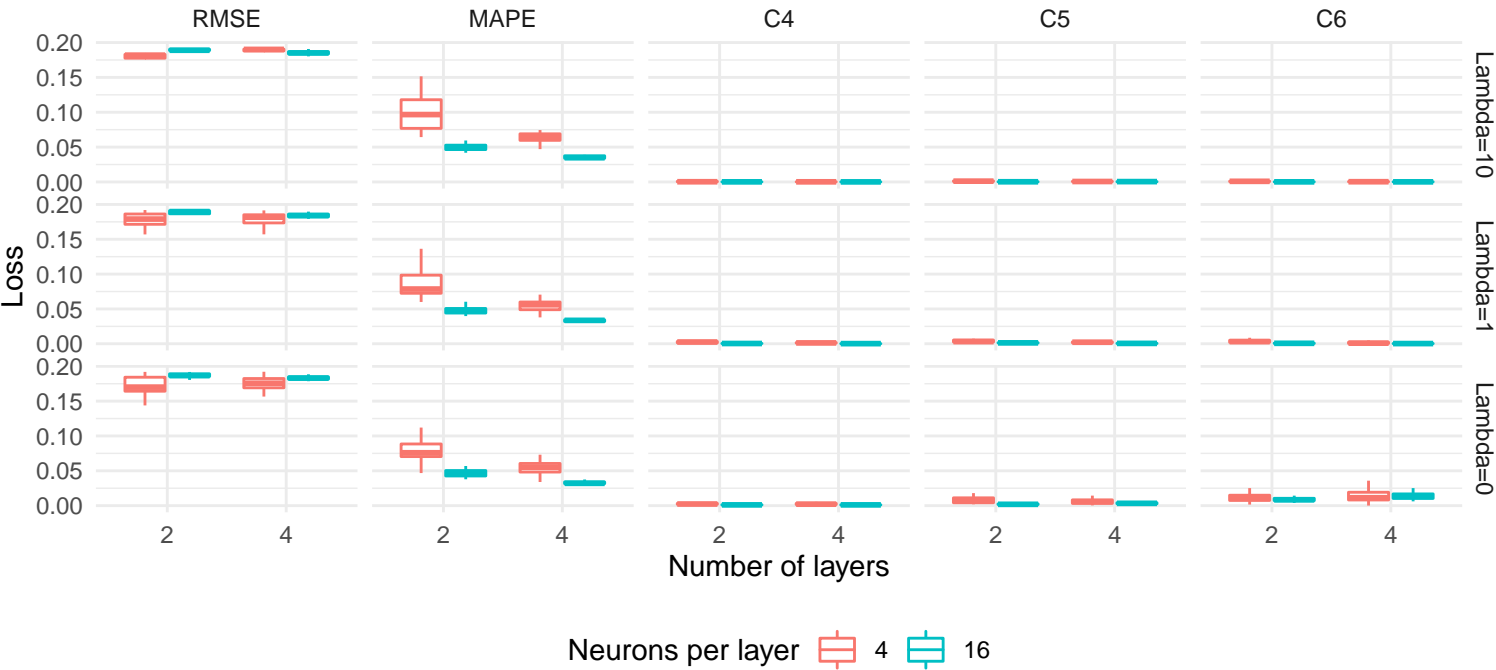 RMSE MAPE C4 C5 C6
0.20
0.15
0.10
0.05
0.00
Lambda=10
0.20
0.15
0.10
0.05
0.00
Lambda=1
0.20
0.15
0.10
0.05
0.00
Lambda=0
Loss
2 4 2 4 2 4 2 4 2 4
Number of layers
Neurons per layer 4 16